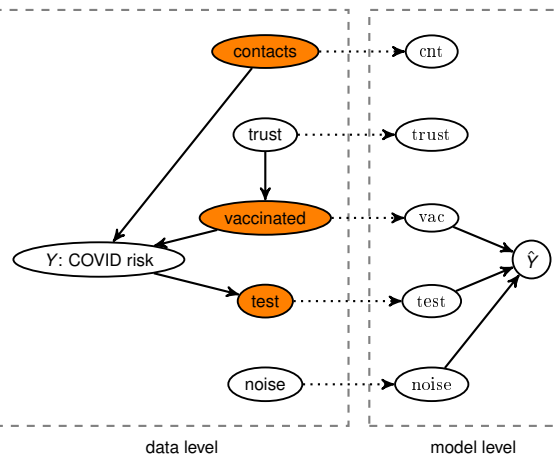 contacts
cnt
trust
trust
vaccinated
vac
Y: COVID risk
Ŷ
test
test
noise
noise
data level
model level